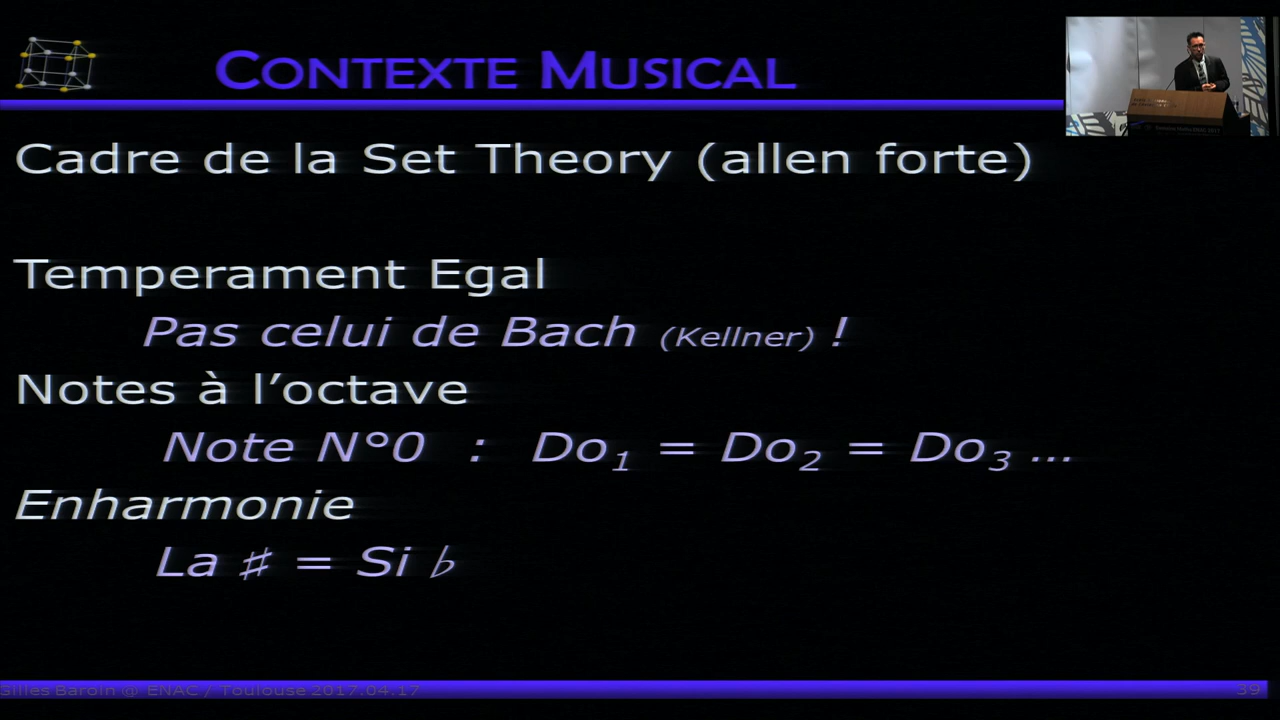 CONTEXTE MUSICAL
Cadre de la Set Theory (allen forte)
Temperament Egal
Pas celui de Bach (Kellner) !
Notes à l’octave
Note N°0 : Do1 = Do2 = Do3 ...
Enharmonie
La ♯ = Si ♭
Gilles Baroin @ ENAC / Toulouse 2017.04.17
39